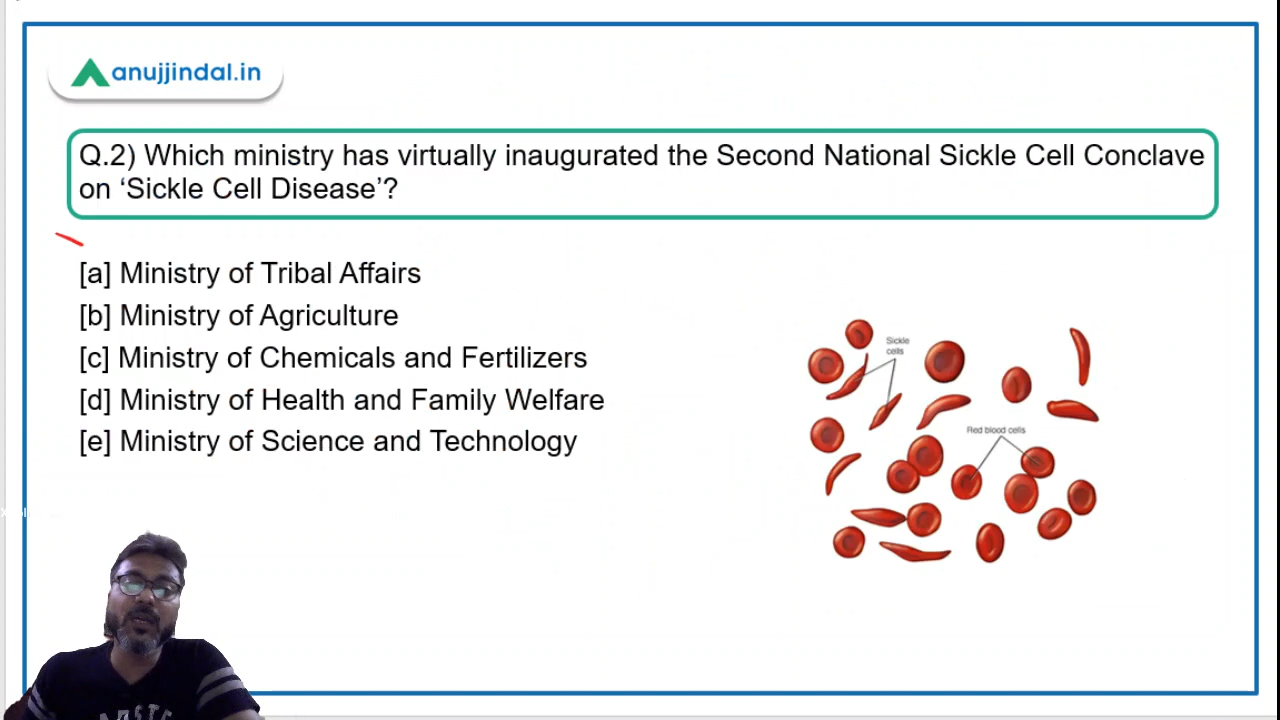 anujjindal.in
Q.2) Which ministry has virtually inaugurated the Second National Sickle Cell Conclave
on ‘Sickle Cell Disease’?
[a] Ministry of Tribal Affairs
[b] Ministry of Agriculture
[c] Ministry of Chemicals and Fertilizers
[d] Ministry of Health and Family Welfare
[e] Ministry of Science and Technology
Sickle
cells
Red blood cells